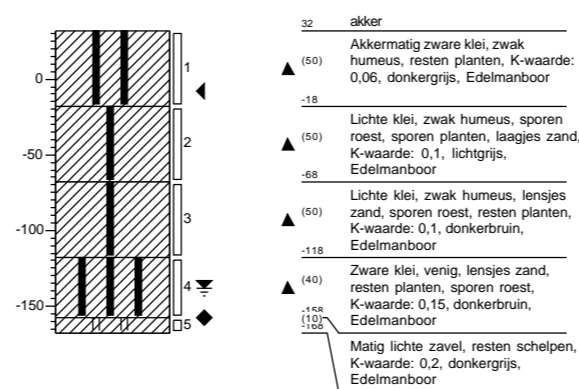 32 akker
Akkermatig zware klei, zwak
(50) humeus, resten planten, K-waarde:
0,06, donkergrijs, Edelmanboor
0
1
-18
Lichte klei, zwak humeus, sporen
(50) roest, sporen planten, laagjes zand,
K-waarde: 0,1, lichtgrijs,
Edelmanboor
-50
2
-68
Lichte klei, zwak humeus, lensjes
(50) zand, sporen roest, resten planten,
K-waarde: 0,1, donkerbruin,
Edelmanboor
-100
3
-118
Zware klei, venig, lensjes zand,
(40) resten planten, sporen roest,
K-waarde: 0,15, donkerbruin,
Edelmanboor
-150
4
-158
(10)
-168
5
Matig lichte zavel, resten schelpen,
K-waarde: 0,2, donkergrijs,
Edelmanboor